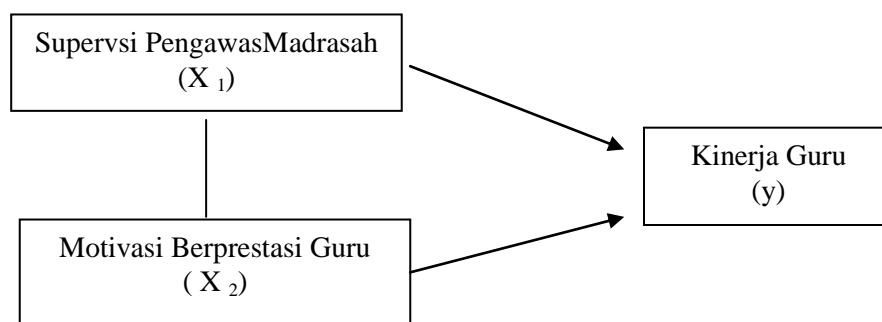 Supervsi PengawasMadrasah
(X ₁)
Kinerja Guru
(y)
Motivasi Berprestasi Guru
( X ₂)